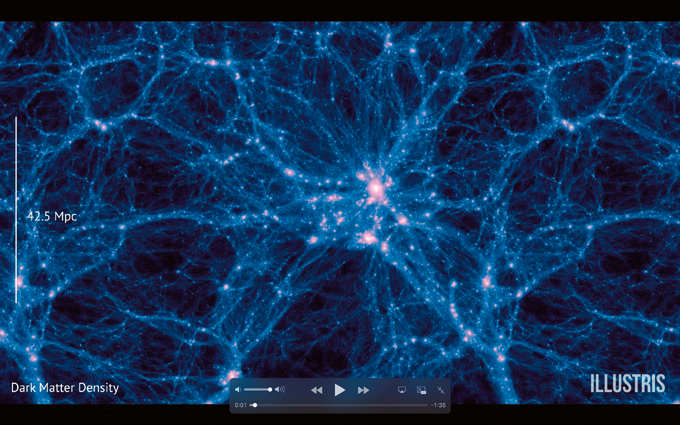 42.5 Mpc
Dark Matter Density
ILLUSTRIS
0:01
-1:35